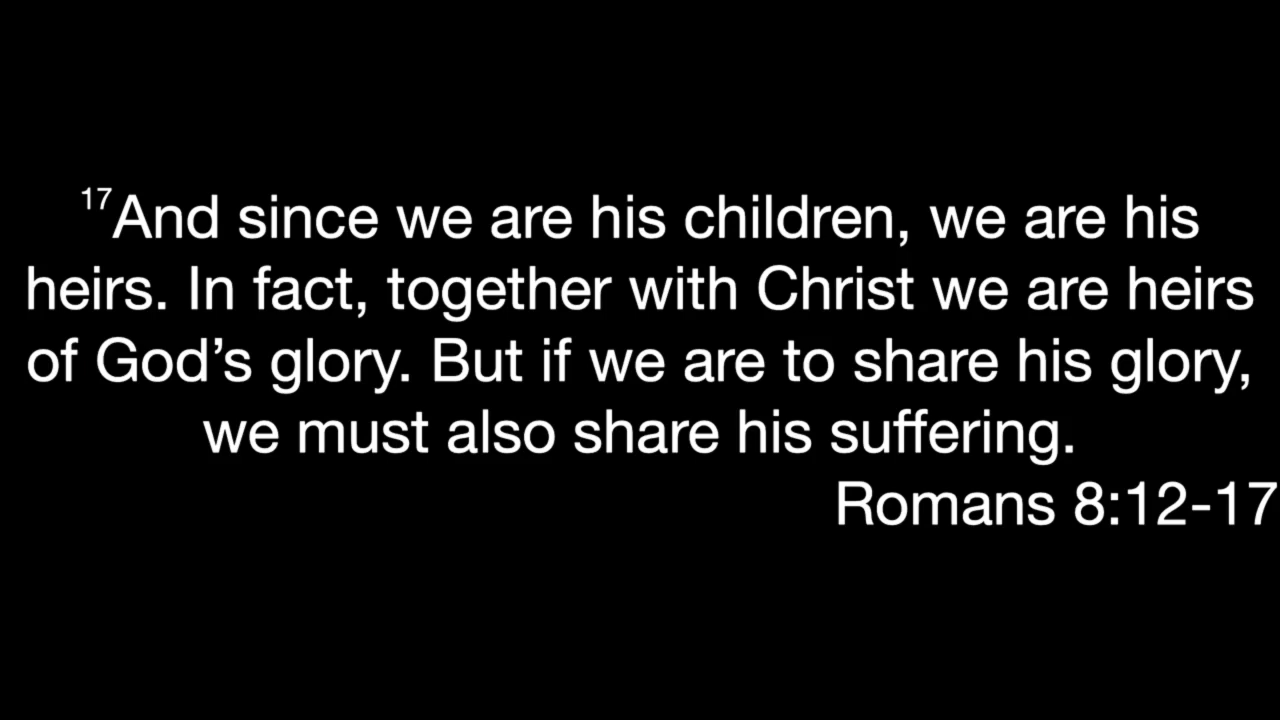 17And since we are his children, we are his
heirs. In fact, together with Christ we are heirs
of God’s glory. But if we are to share his glory,
we must also share his suffering.
Romans 8:12-17